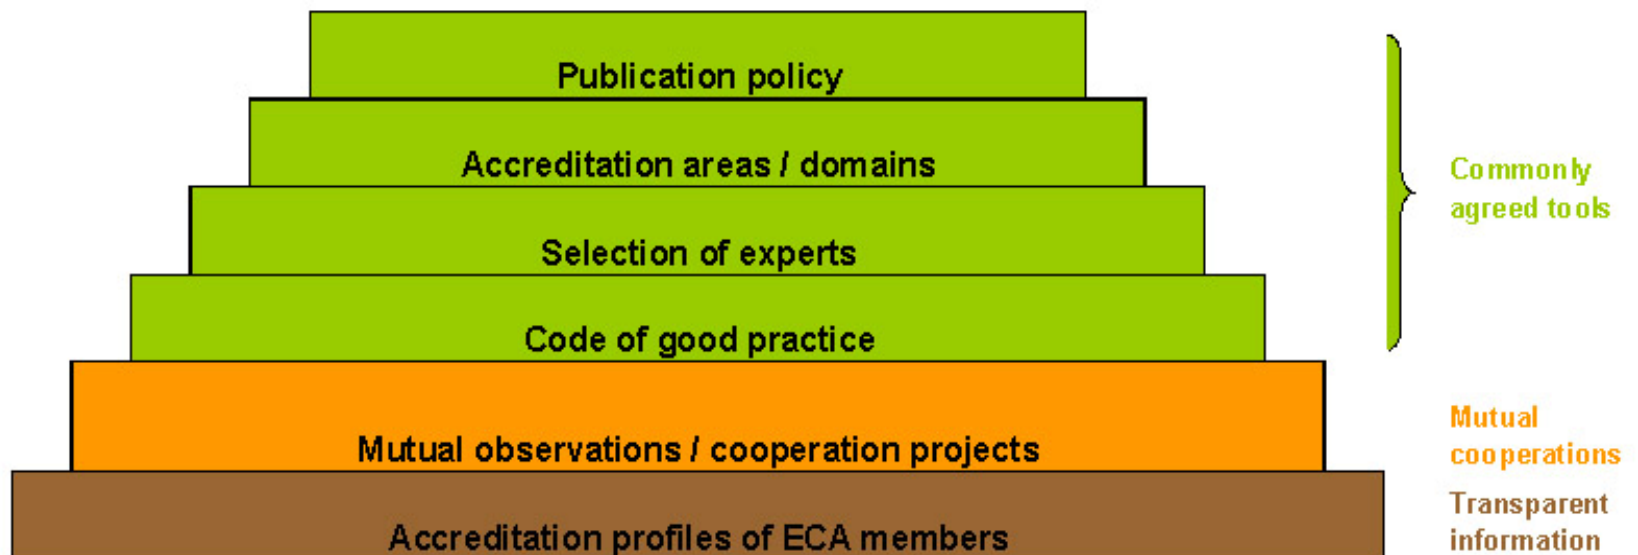 Publication policy
Accreditation areas / domains
Selection of experts
Code of good practice
Mutual observations / cooperation projects
Accreditation profiles of ECA members
Commonly
agreed tools
Mutual
cooperations
Transparent
information